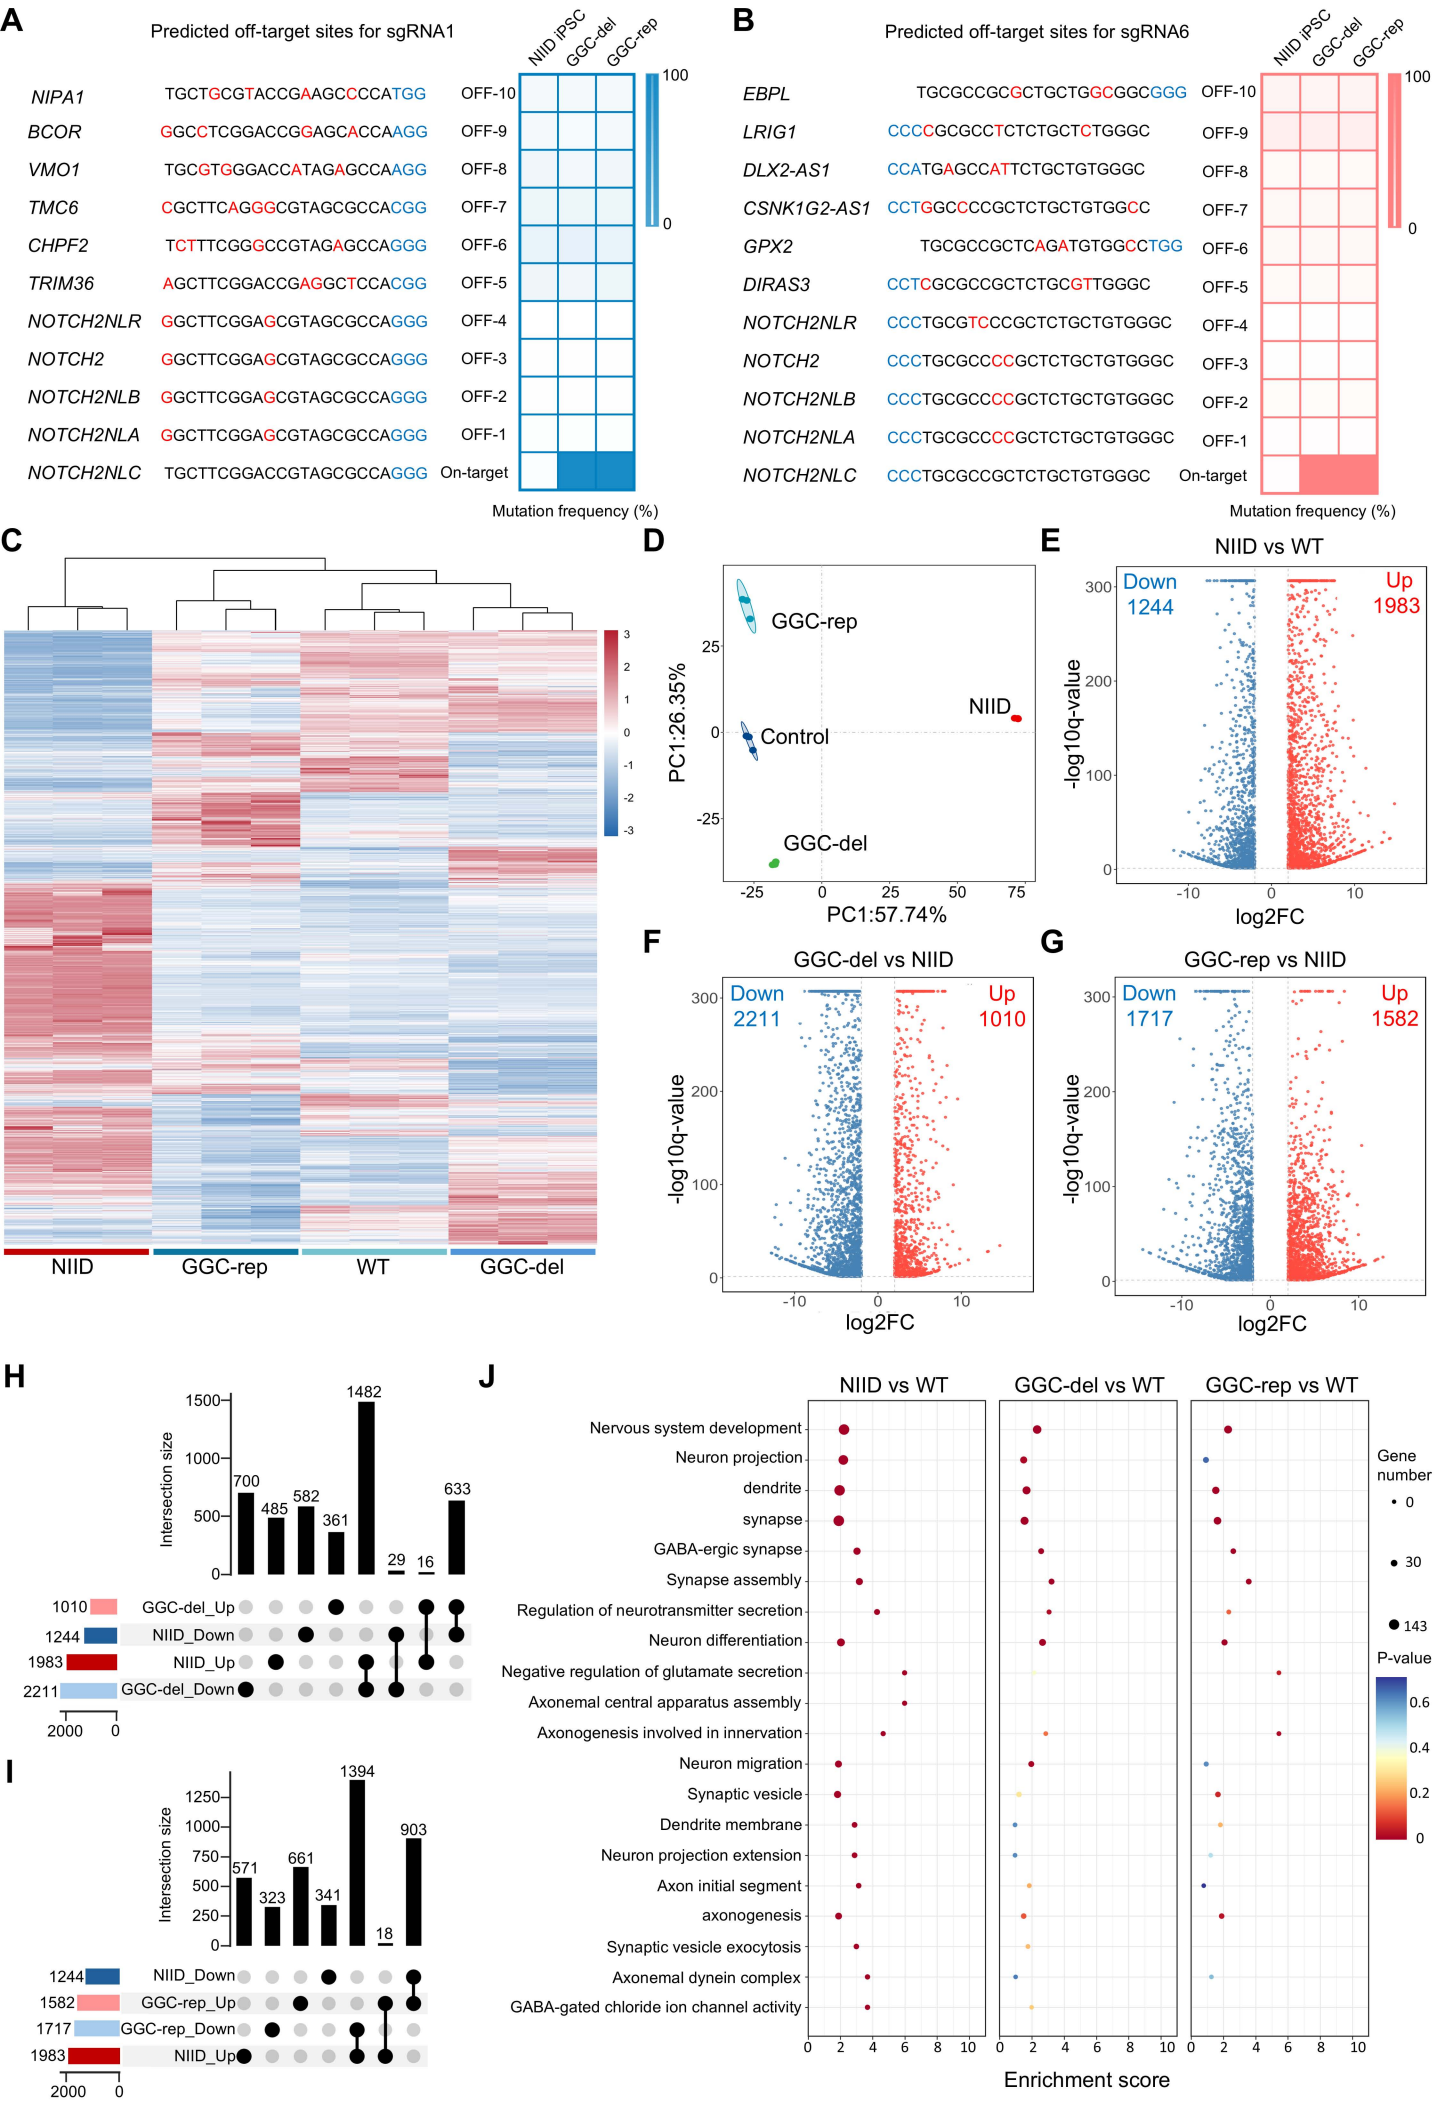 A
Predicted off-target sites for sgRNA1
NIID iPSC
GGC-del
GGC-rep
NIPA1 TGCTGCGTACCGAAGCCCCATGG OFF-10
BCOR GGCCTCGGACCGGAGCACCAAGG OFF-9
VMO1 TGCGTGGGACCATAGAGCCAAGG OFF-8
TMC6 CGCTTCAGGGCGTAGCGCCACGG OFF-7
CHPF2 TCTTTCGGGCCGTAGAGCCAGGG OFF-6
TRIM36 AGCTTCGGACCGAGGCTCCACGG OFF-5
NOTCH2NLR GGCTTCGGAGCGTAGCGCCAGGG OFF-4
NOTCH2 GGCTTCGGAGCGTAGCGCCAGGG OFF-3
NOTCH2NLB GGCTTCGGAGCGTAGCGCCAGGG OFF-2
NOTCH2NLA GGCTTCGGAGCGTAGCGCCAGGG OFF-1
NOTCH2NLC TGCTTCGGACCGTAGCGCCAGGG On-target
100
0
Mutation frequency (%)
B
Predicted off-target sites for sgRNA6
NIID iPSC
GGC-del
GGC-rep
EBPL TGCGCCGCGCTGCTGGCGGCGGG OFF-10
LRIG1 CCCCGCGCCTCTCTGCTCTGGGC OFF-9
DLX2-AS1 CCATGAGCCATTCTGCTGTGGGC OFF-8
CSNK1G2-AS1 CCTGGCCCCGCTCTGCTGTGGCC OFF-7
GPX2 TGCGCCGCTCAGATGTGGCCTGG OFF-6
DIRAS3 CCTCGCGCCGCTCTGCGTTGGGC OFF-5
NOTCH2NLR CCCTGCGTCCCGCTCTGCTGTGGGC OFF-4
NOTCH2 CCCTGCGCCCCGCTCTGCTGTGGGC OFF-3
NOTCH2NLB CCCTGCGCCCCGCTCTGCTGTGGGC OFF-2
NOTCH2NLA CCCTGCGCCCCGCTCTGCTGTGGGC OFF-1
NOTCH2NLC CCCTGCGCCGCTCTGCTGTGGGC On-target
100
0
Mutation frequency (%)
C
3
2
1
0
-1
-2
-3
NIID GGC-rep WT GGC-del
D
PC1:26.35%
25
0
-25
GGC-rep
NIID
Control
GGC-del
-25 0 25 50 75
PC1:57.74%
E
NIID vs WT
Down
1244
Up
1983
-log10q-value
300
200
100
0
-10 0 10
log2FC
F
GGC-del vs NIID
Down
2211
Up
1010
-log10q-value
300
200
100
0
-10 0 10
log2FC
G
GGC-rep vs NIID
Down
1717
Up
1582
-log10q-value
300
200
100
0
-10 0 10
log2FC
H
Intersection size
1500
1000
500
0
700 485 582 361 1482 29 16 633
1010 GGC-del_Up
1244 NIID_Down
1983 NIID_Up
2211 GGC-del_Down
2000 0
I
Intersection size
1250
1000
750
500
250
0
571 323 661 341 1394 18 903
1244 NIID_Down
1582 GGC-rep_Up
1717 GGC-rep_Down
1983 NIID_Up
2000 0
J
NIID vs WT GGC-del vs WT GGC-rep vs WT
Nervous system development
Neuron projection
dendrite
synapse
GABA-ergic synapse
Synapse assembly
Regulation of neurotransmitter secretion
Neuron differentiation
Negative regulation of glutamate secretion
Axonemal central apparatus assembly
Axonogenesis involved in innervation
Neuron migration
Synaptic vesicle
Dendrite membrane
Neuron projection extension
Axon initial segment
axonogenesis
Synaptic vesicle exocytosis
Axonemal dynein complex
GABA-gated chloride ion channel activity
0 2 4 6 8 10 0 2 4 6 8 10 0 2 4 6 8 10
Enrichment score
Gene
number
0
30
143
P-value
0.6
0.4
0.2
0